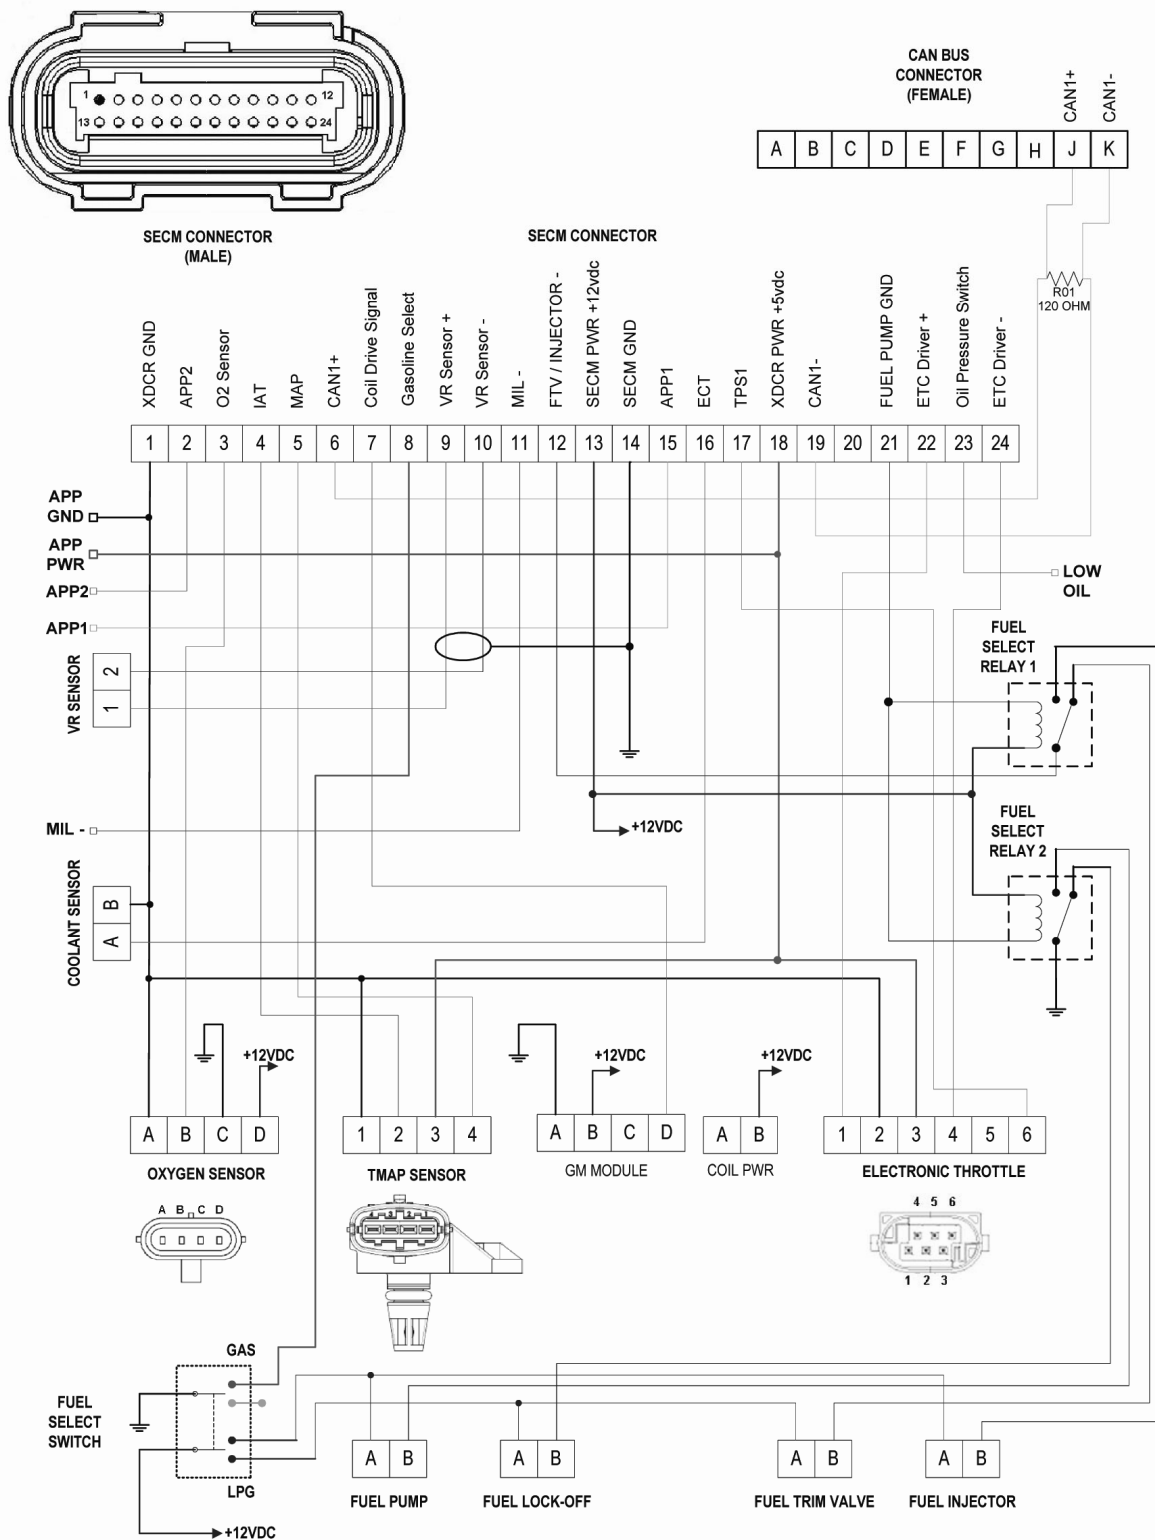 CAN BUS
CONNECTOR
(FEMALE)
CAN1+
CAN1-
A B C D E F G H J K
1 12
13 24
SECM CONNECTOR
(MALE)
SECM CONNECTOR
R01
120 OHM
XDCR GND
APP2
O2 Sensor
IAT
MAP
CAN1+
Coil Drive Signal
Gasoline Select
VR Sensor +
VR Sensor -
MIL -
FTV / INJECTOR -
SECM PWR +12vdc
SECM GND
APP1
ECT
TPS1
XDCR PWR +5vdc
CAN1-
FUEL PUMP GND
ETC Driver +
Oil Pressure Switch
ETC Driver -
1 2 3 4 5 6 7 8 9 10 11 12 13 14 15 16 17 18 19 20 21 22 23 24
APP
GND
APP
PWR
APP2
APP1
LOW
OIL
VR SENSOR
2
1
FUEL
SELECT
RELAY 1
MIL -
+12VDC
FUEL
SELECT
RELAY 2
COOLANT SENSOR
B
A
+12VDC
+12VDC
+12VDC
A B C D
OXYGEN SENSOR
1 2 3 4
TMAP SENSOR
A B C D
GM MODULE
A B
COIL PWR
1 2 3 4 5 6
ELECTRONIC THROTTLE
A B C D
4 3 2 1
4 5 6
1 2 3
GAS
FUEL
SELECT
SWITCH
LPG
+12VDC
A B
FUEL PUMP
A B
FUEL LOCK-OFF
A B
FUEL TRIM VALVE
A B
FUEL INJECTOR